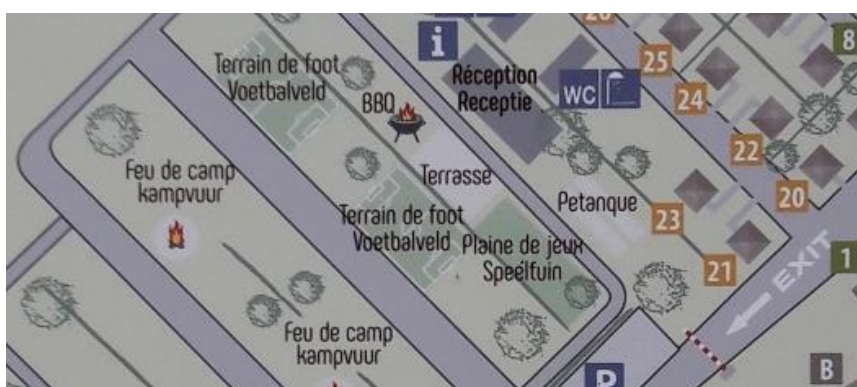 26
8
i
25
Terrain de foot
Voetbalveld
Réception
Receptie
WC
24
BBQ
22
Feu de camp
kampvuur
Terrasse
20
Petanque
Terrain de foot
Voetbalveld
23
Plaine de jeux
Speeltuin
21
1
EXIT
Feu de camp
kampvuur
P
B